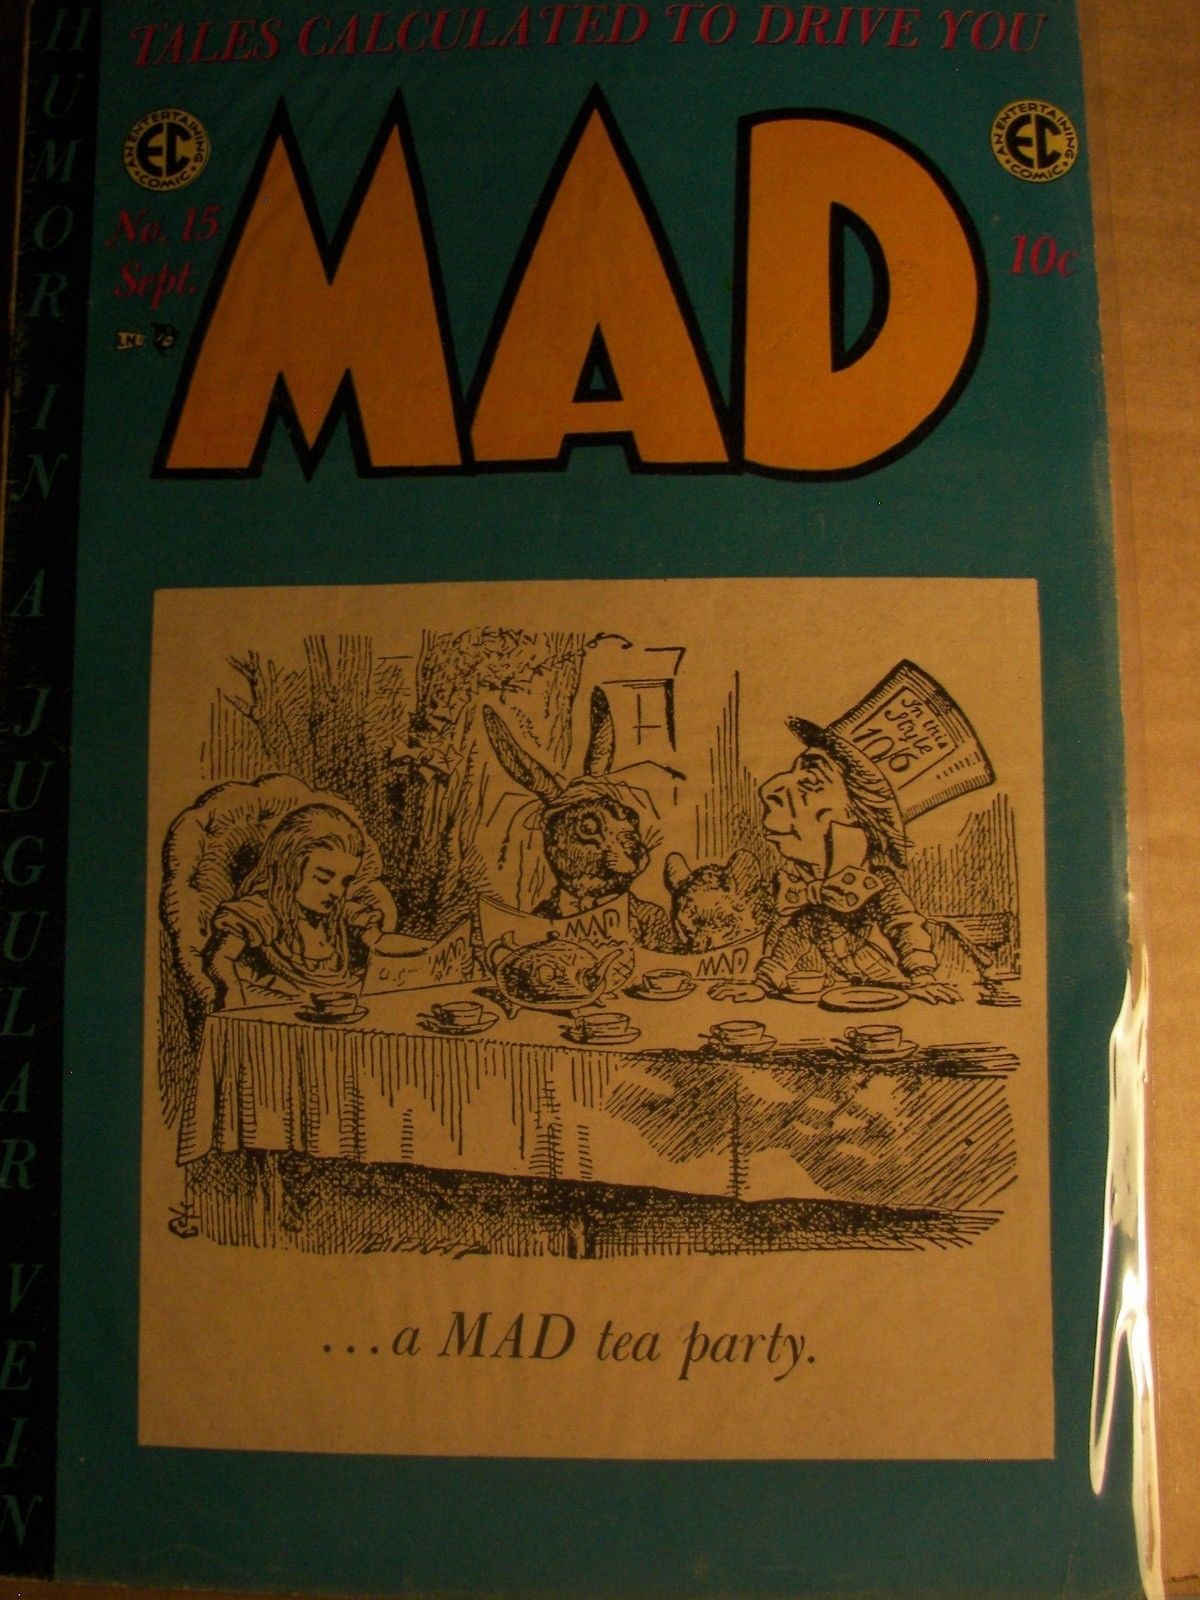 TALES CALCULATED TO DRIVE YOU
MAD
AN ENTERTAINING
EC
COMIC
AN ENTERTAINING
EC
COMIC
No. 15
Sept.
10c
HUMOR IN A JUGULAR VEIN
In this
Style
10/6
MAD
MAD
MAD
...a MAD tea party.